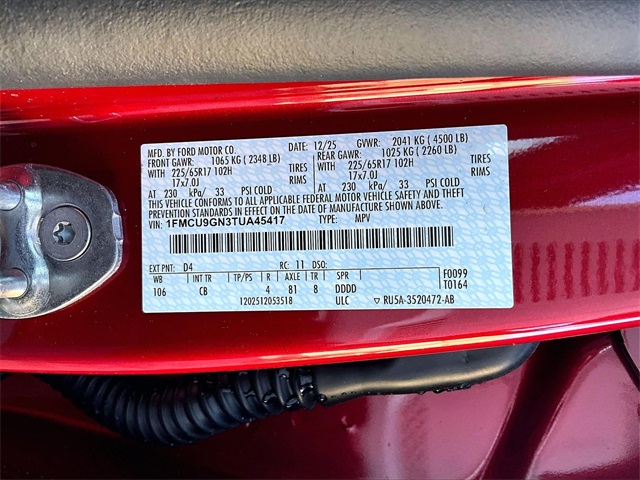 MFD. BY FORD MOTOR CO.
DATE: 12/25 GVWR: 2041 KG ( 4500 LB)
FRONT GAWR: 1065 KG ( 2348 LB) REAR GAWR: 1025 KG ( 2260 LB)
WITH 225/65R17 102H TIRES WITH 225/65R17 102H TIRES
17x7.0J RIMS 17x7.0J RIMS
AT 230 kPa/ 33 PSI COLD AT 230 kPa/ 33 PSI COLD
THIS VEHICLE CONFORMS TO ALL APPLICABLE FEDERAL MOTOR VEHICLE SAFETY AND THEFT
PREVENTION STANDARDS IN EFFECT ON THE DATE OF MANUFACTURE SHOWN ABOVE.
VIN: 1FMCU9GN3TUA45417 TYPE: MPV
EXT PNT: D4 RC: 11 DSO: F0099
WB INT TR TP/PS R AXLE TR SPR T0164
106 CB 4 81 8 DDDD
1202512053518 ULC ▽ RU5A-3520472-AB